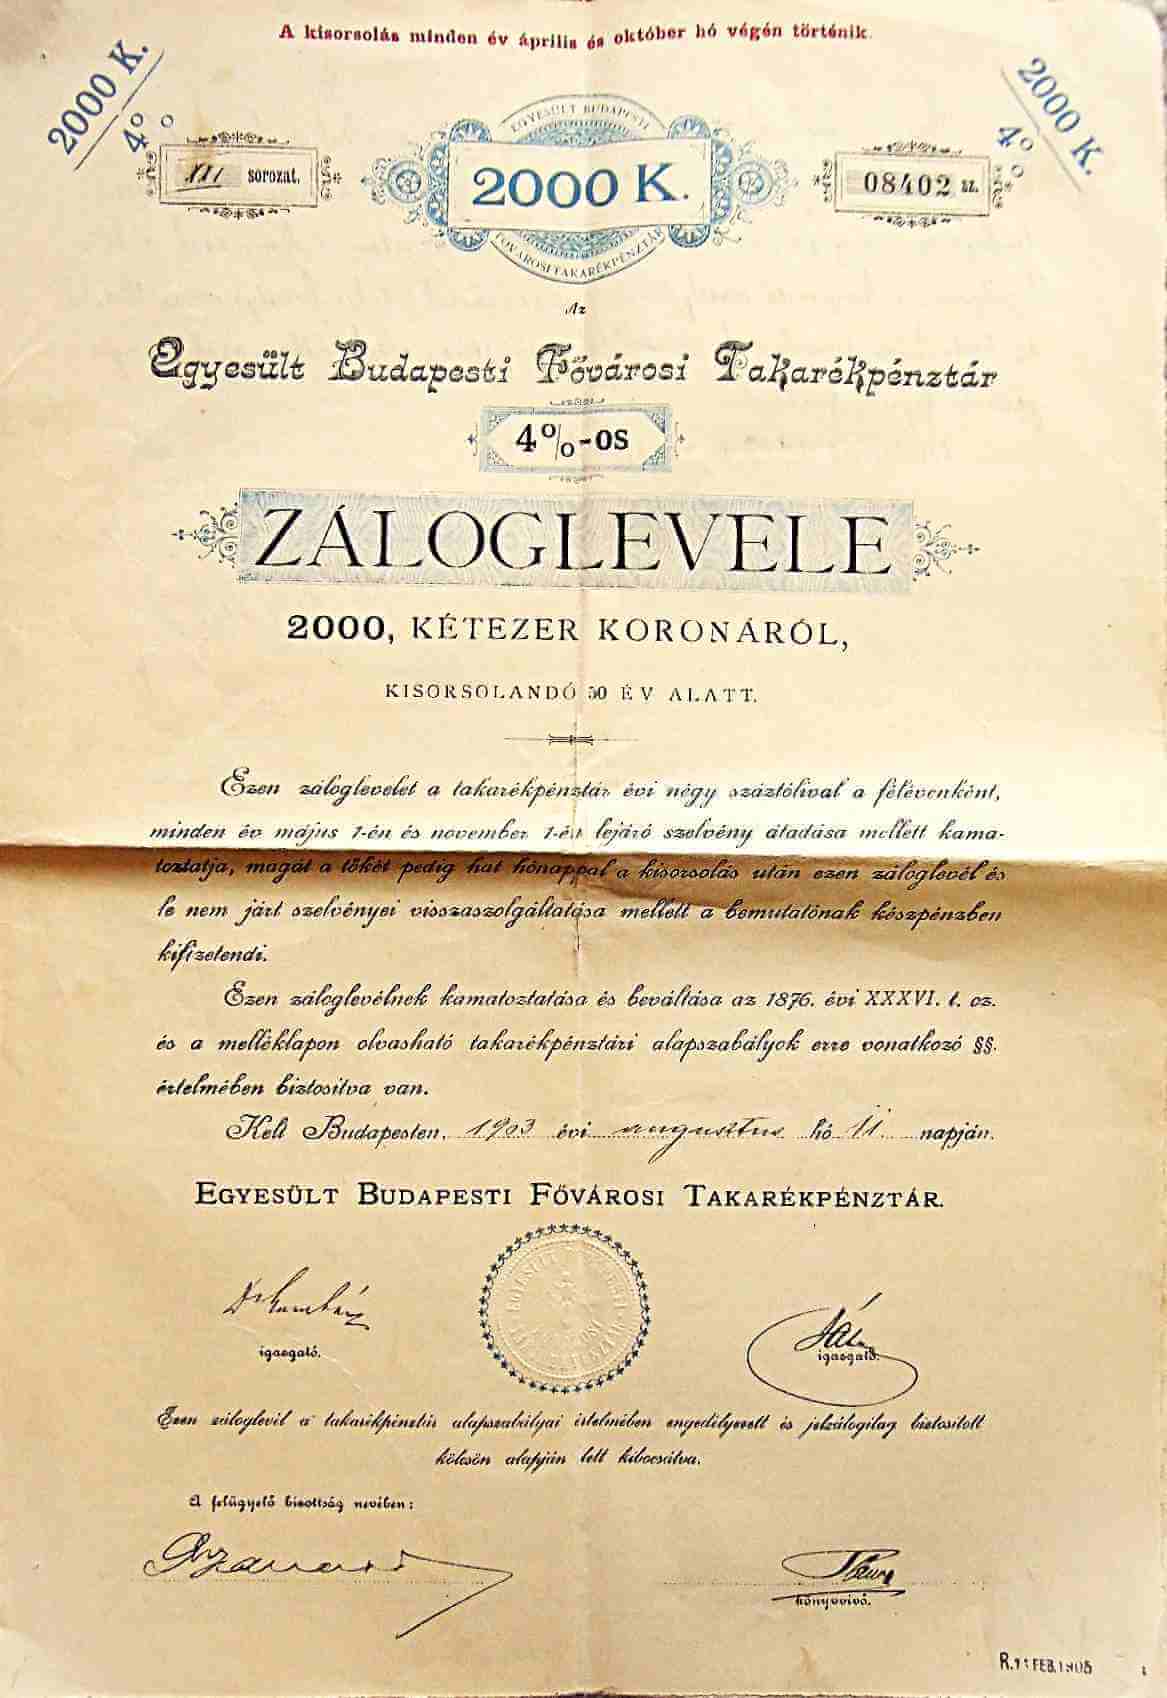 A kisorsolás minden év április és október hó végén történik.
2000 K.
4%
2000 K.
4%
EGYESÜLT BUDAPESTI
sorozat.
2000 K.
08402 sz.
FŐVÁROSI TAKARÉKPÉNZTÁR
Az
Egyesült Budapesti Fővárosi Takarékpénztár
4%-os
ZÁLOGLEVELE
2000, KÉTEZER KORONÁRÓL,
KISORSOLANDÓ 50 ÉV ALATT.
Ezen záloglevelet a takarékpénztár évi négy száztólival a félévenként,
minden év május 1-én és november 1-én lejáró szelvény átadása mellett kama-
toztatja, magát a tőkét pedig hat hónappal a kisorsolás után ezen záloglevél és
le nem járt szelvényei visszaszolgáltatása mellett a bemutatónak készpénzben
kifizetendi.
Ezen záloglevélnek kamatoztatása és beváltása az 1876. évi XXXVI. t. cz.
és a melléklapon olvasható takarékpénztári alapszabályok erre vonatkozó §§.
értelmében biztosítva van.
Kelt Budapesten, 1903 évi augusztus hó 11. napján.
EGYESÜLT BUDAPESTI FŐVÁROSI TAKARÉKPÉNZTÁR.
igazgató.
igazgató.
Ezen záloglevél a takarékpénztár alapszabályai értelmében engedélyezett és jelzálogilag biztosított
kölcsön alapján lett kibocsátva.
A felügyelő bizottság nevében:
könyvvivő.
R. 11 FEB. 1905